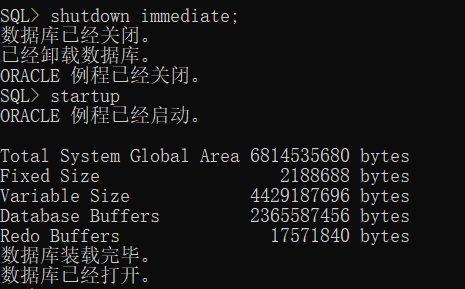 SQL> shutdown immediate;
数据库已经关闭。
已经卸载数据库。
ORACLE 例程已经关闭。
SQL> startup
ORACLE 例程已经启动。
Total System Global Area 6814535680 bytes
Fixed Size                  2188688 bytes
Variable Size            4429187696 bytes
Database Buffers         2365587456 bytes
Redo Buffers               17571840 bytes
数据库装载完毕。
数据库已经打开。